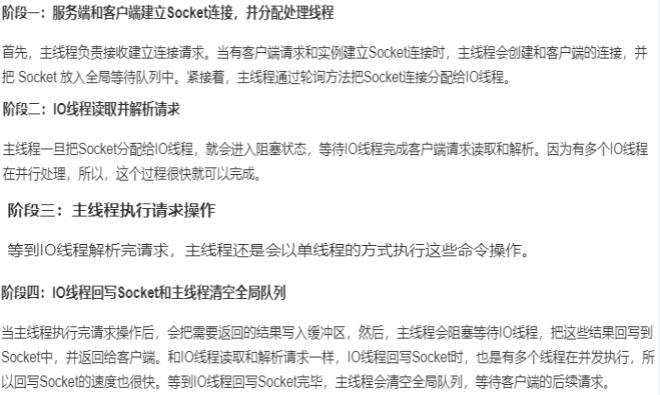 阶段一：服务端和客户端建立Socket连接，并分配处理线程
首先，主线程负责接收建立连接请求。当有客户端请求和实例建立Socket连接时，主线程会创建和客户端的连接，并
把 Socket 放入全局等待队列中。紧接着，主线程通过轮询方法把Socket连接分配给IO线程。
阶段二：IO线程读取并解析请求
主线程一旦把Socket分配给IO线程，就会进入阻塞状态，等待IO线程完成客户端请求读取和解析。因为有多个IO线程
在并行处理，所以，这个过程很快就可以完成。
阶段三：主线程执行请求操作
等到IO线程解析完请求，主线程还是会以单线程的方式执行这些命令操作。
阶段四：IO线程回写Socket和主线程清空全局队列
当主线程执行完请求操作后，会把需要返回的结果写入缓冲区，然后，主线程会阻塞等待IO线程，把这些结果回写到
Socket中，并返回给客户端。和IO线程读取和解析请求一样，IO线程回写Socket时，也是有多个线程在并发执行，所
以回写Socket的速度也很快。等到IO线程回写Socket完毕，主线程会清空全局队列，等待客户端的后续请求。